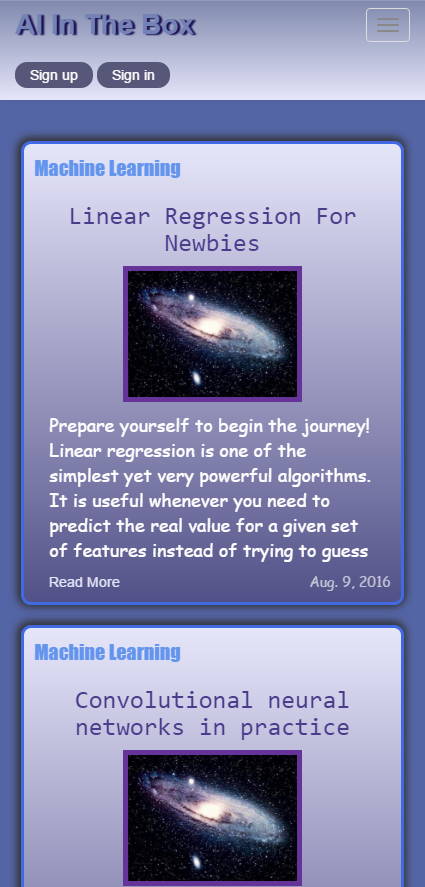 AI In The Box
Sign up Sign in
Machine Learning
Linear Regression For
Newbies
Prepare yourself to begin the journey!
Linear regression is one of the
simplest yet very powerful algorithms.
It is useful whenever you need to
predict the real value for a given set
of features instead of trying to guess
Read More Aug. 9, 2016
Machine Learning
Convolutional neural
networks in practice